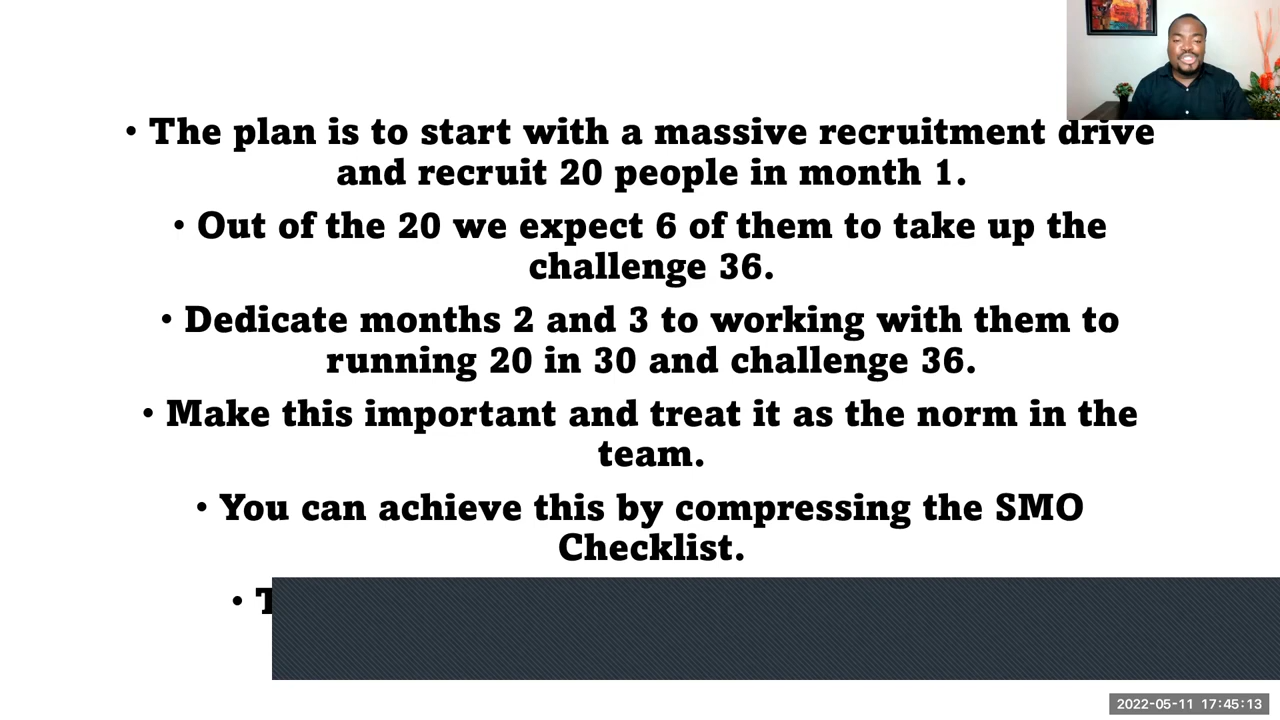 • The plan is to start with a massive recruitment drive
and recruit 20 people in month 1.
• Out of the 20 we expect 6 of them to take up the
challenge 36.
• Dedicate months 2 and 3 to working with them to
running 20 in 30 and challenge 36.
• Make this important and treat it as the norm in the
team.
• You can achieve this by compressing the SMO
Checklist.
•
2022-05-11 17:45:13